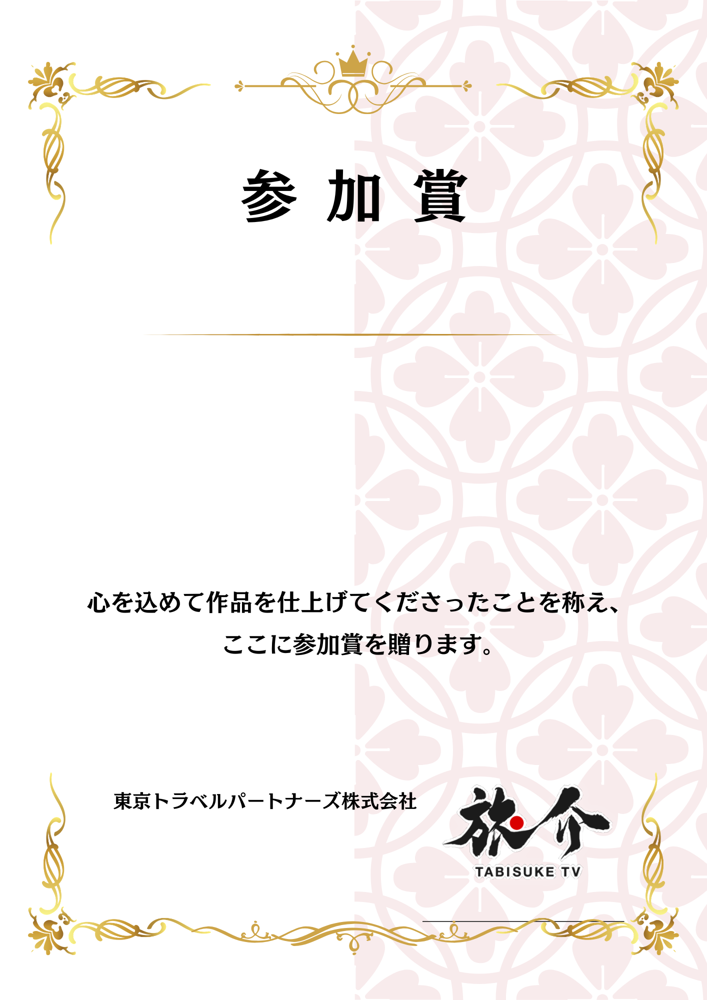 参加賞
心を込めて作品を仕上げてくださったことを称え、
ここに参加賞を贈ります。
東京トラベルパートナーズ株式会社
旅介
TABISUKE TV